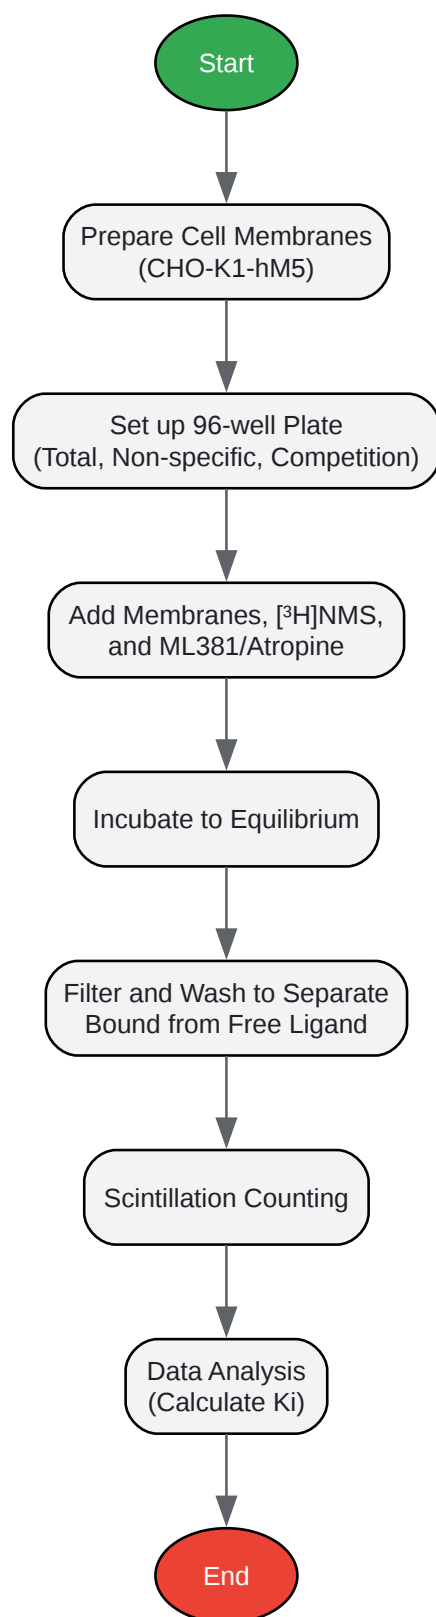 Start
Prepare Cell Membranes
(CHO-K1-hM5)
Set up 96-well Plate
(Total, Non-specific, Competition)
Add Membranes, [³H]NMS,
and ML381/Atropine
Incubate to Equilibrium
Filter and Wash to Separate
Bound from Free Ligand
Scintillation Counting
Data Analysis
(Calculate Ki)
End